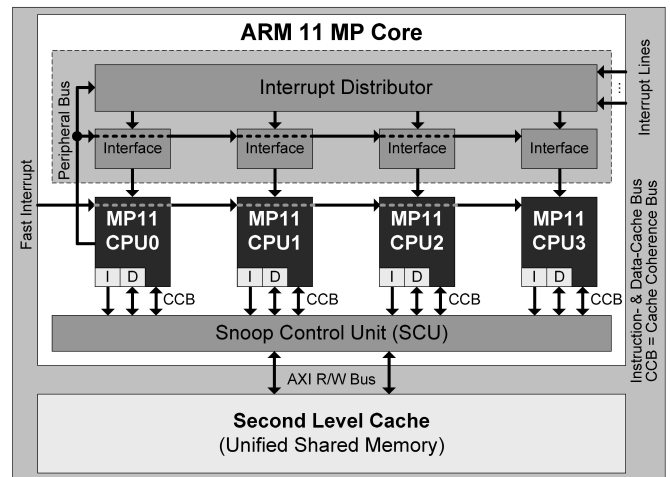 ARM 11 MP Core
Peripheral Bus
Interrupt Distributor
Interrupt Lines
...
Interface
Interface
Interface
Interface
Fast Interrupt
MP11
CPU0
MP11
CPU1
MP11
CPU2
MP11
CPU3
I D
I D
I D
I D
CCB
CCB
CCB
CCB
Instruction- & Data-Cache Bus
CCB = Cache Coherence Bus
Snoop Control Unit (SCU)
AXI R/W Bus
Second Level Cache
(Unified Shared Memory)